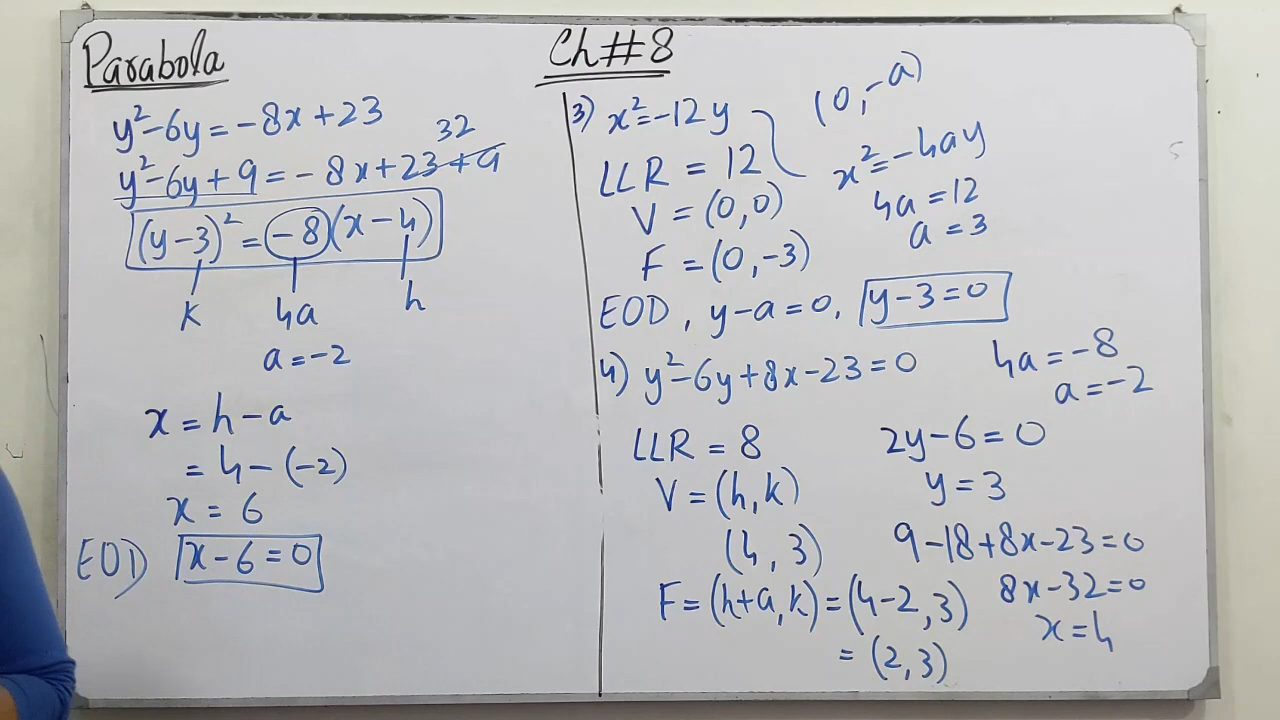 Parabola
y²-6y = -8x+23
32
y²-6y+9 = -8x+23+9
(y-3)² = -8(x-4)
k 4a h
a = -2
x = h-a
= 4-(-2)
x = 6
EOD x-6=0
Ch#8
3) x²=-12y
LLR = 12
V = (0,0)
F = (0,-3)
EOD, y-a=0, y-3=0
(0,-a)
x²=-4ay
4a=12
a=3
4) y²-6y+8x-23=0
4a=-8
a=-2
LLR = 8
V = (h,k)
(4,3)
F=(h+a,k)=(4-2,3)
= (2,3)
2y-6=0
y=3
9-18+8x-23=0
8x-32=0
x=4